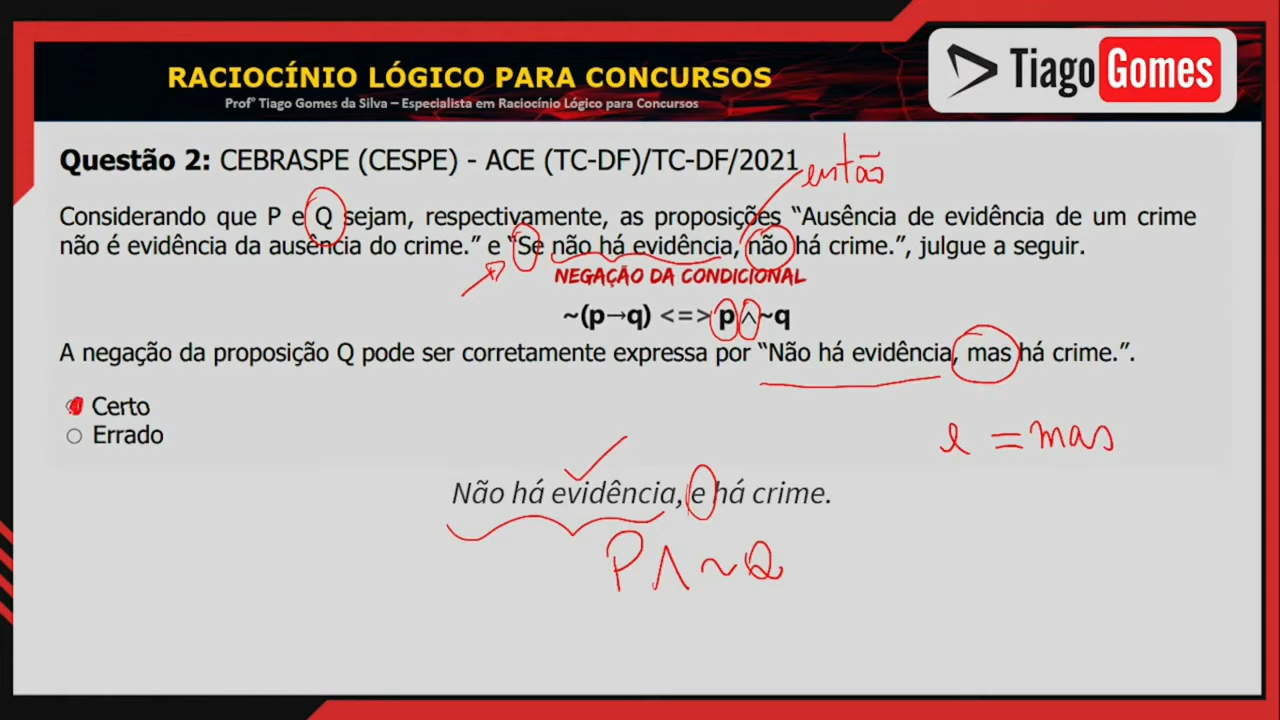 RACIOCÍNIO LÓGICO PARA CONCURSOS
Prof° Tiago Gomes da Silva – Especialista em Raciocínio Lógico para Concursos
Tiago Gomes
Questão 2: CEBRASPE (CESPE) - ACE (TC-DF)/TC-DF/2021
então
Considerando que P e Q sejam, respectivamente, as proposições “Ausência de evidência de um crime
não é evidência da ausência do crime.” e “Se não há evidência, não há crime.”, julgue a seguir.
NEGAÇÃO DA CONDICIONAL
~(p→q) <=> p ∧ ~q
A negação da proposição Q pode ser corretamente expressa por “Não há evidência, mas há crime.”.
Certo
Errado
e = mas
Não há evidência, e há crime.
P ∧ ~ Q